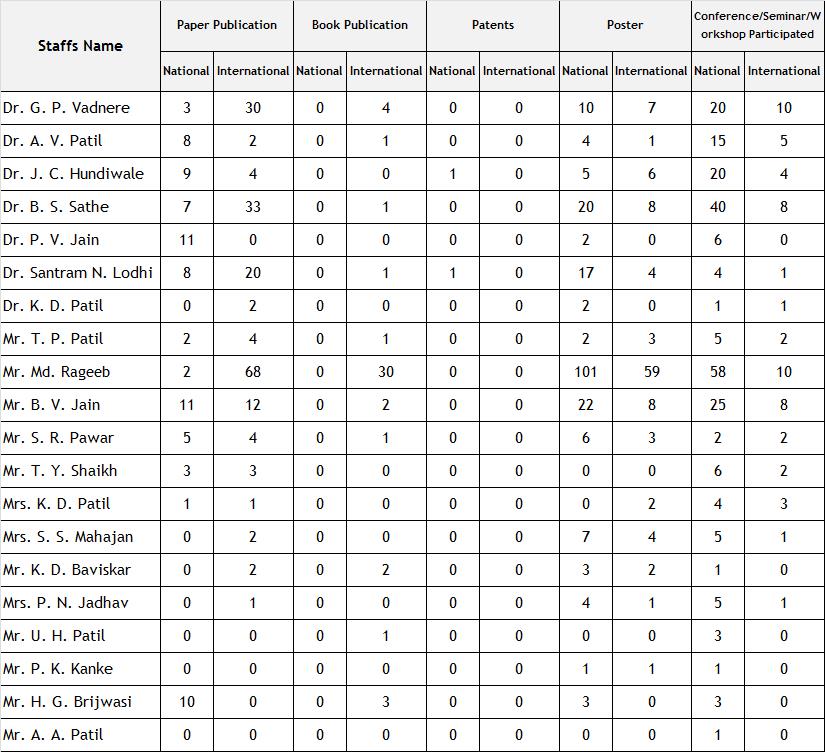 Staffs Name Paper Publication Book Publication Patents Poster Conference/Seminar/W
orkshop Participated
National International National International National International National International National International
Dr. G. P. Vadnere 3 30 0 4 0 0 10 7 20 10
Dr. A. V. Patil 8 2 0 1 0 0 4 1 15 5
Dr. J. C. Hundiwale 9 4 0 0 1 0 5 6 20 4
Dr. B. S. Sathe 7 33 0 1 0 0 20 8 40 8
Dr. P. V. Jain 11 0 0 0 0 0 2 0 6 0
Dr. Santram N. Lodhi 8 20 0 1 1 0 17 4 4 1
Dr. K. D. Patil 0 2 0 0 0 0 2 0 1 1
Mr. T. P. Patil 2 4 0 1 0 0 2 3 5 2
Mr. Md. Rageeb 2 68 0 30 0 0 101 59 58 10
Mr. B. V. Jain 11 12 0 2 0 0 22 8 25 8
Mr. S. R. Pawar 5 4 0 1 0 0 6 3 2 2
Mr. T. Y. Shaikh 3 3 0 0 0 0 0 0 6 2
Mrs. K. D. Patil 1 1 0 0 0 0 0 2 4 3
Mrs. S. S. Mahajan 0 2 0 0 0 0 7 4 5 1
Mr. K. D. Baviskar 0 2 0 2 0 0 3 2 1 0
Mrs. P. N. Jadhav 0 1 0 0 0 0 4 1 5 1
Mr. U. H. Patil 0 0 0 1 0 0 0 0 3 0
Mr. P. K. Kanke 0 0 0 0 0 0 1 1 1 0
Mr. H. G. Brijwasi 10 0 0 3 0 0 3 0 3 0
Mr. A. A. Patil 0 0 0 0 0 0 0 0 1 0